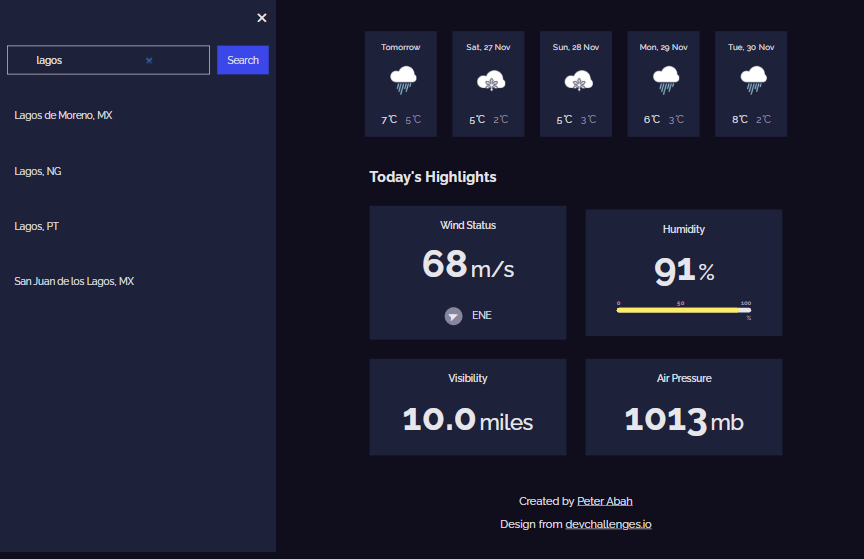 ×
lagos ×
Search
Lagos de Moreno, MX
Lagos, NG
Lagos, PT
San Juan de los Lagos, MX
Tomorrow
7℃ 5℃
Sat, 27 Nov
5℃ 2℃
Sun, 28 Nov
5℃ 3℃
Mon, 29 Nov
6℃ 3℃
Tue, 30 Nov
8℃ 2℃
Today's Highlights
Wind Status
68 m/s
ENE
Humidity
91 %
0 50 100
%
Visibility
10.0 miles
Air Pressure
1013 mb
Created by Peter Abah
Design from devchallenges.io